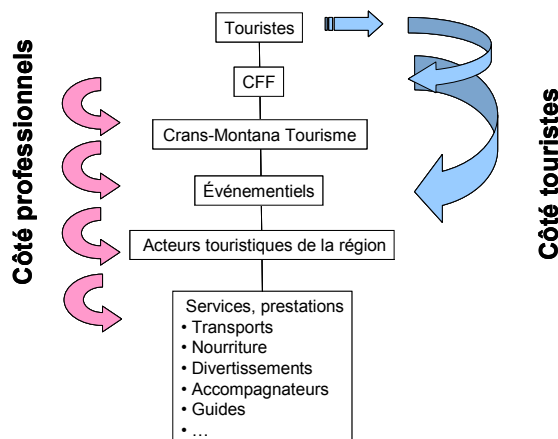 Touristes
CFF
Crans-Montana Tourisme
Événementiels
Acteurs touristiques de la région
Services, prestations
• Transports
• Nourriture
• Divertissements
• Accompagnateurs
• Guides
• ...
Côté professionnels
Côté touristes